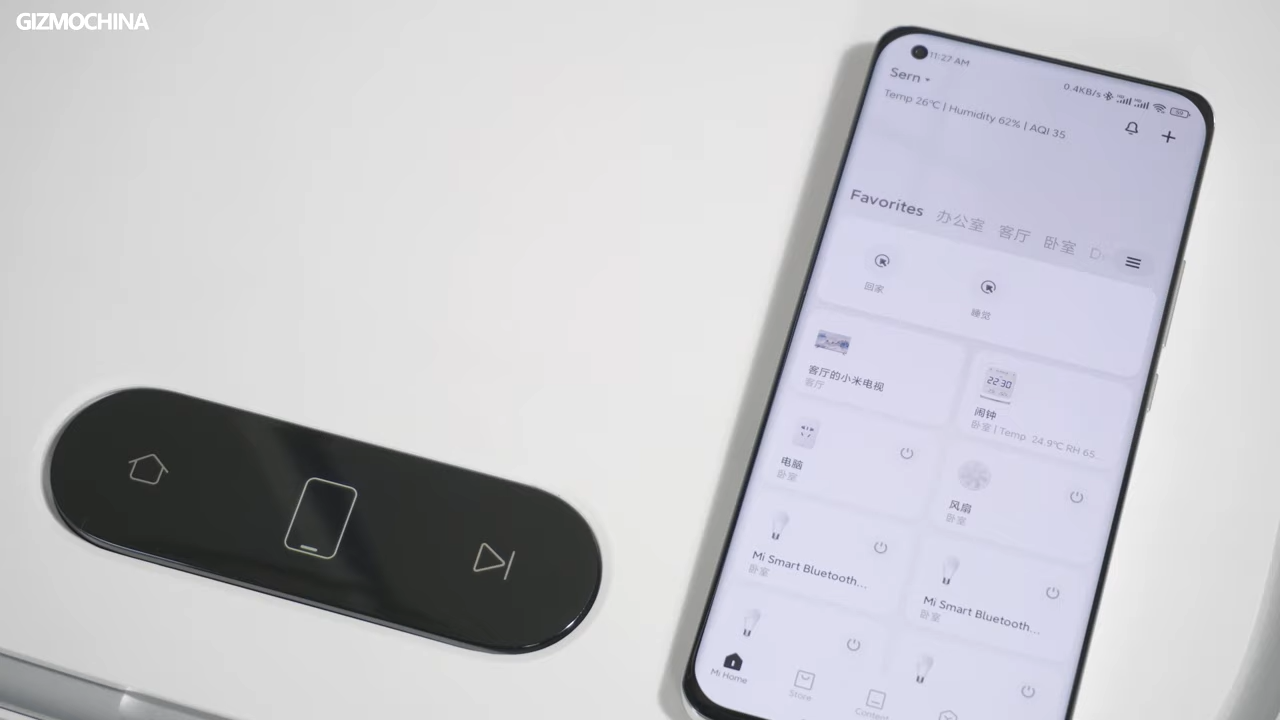 GIZMOCHINA
11:27 AM
0.4KB/s
Sern
Temp 26℃ | Humidity 62% | AQI 35
Favorites 办公室 客厅 卧室
回家
睡觉
客厅的小米电视
客厅
22:30
闹钟
卧室 | Temp 24.9℃ RH 65...
电脑
卧室
风扇
卧室
Mi Smart Bluetooth...
卧室
Mi Smart Bluetooth...
卧室
Mi Home
Store
Content